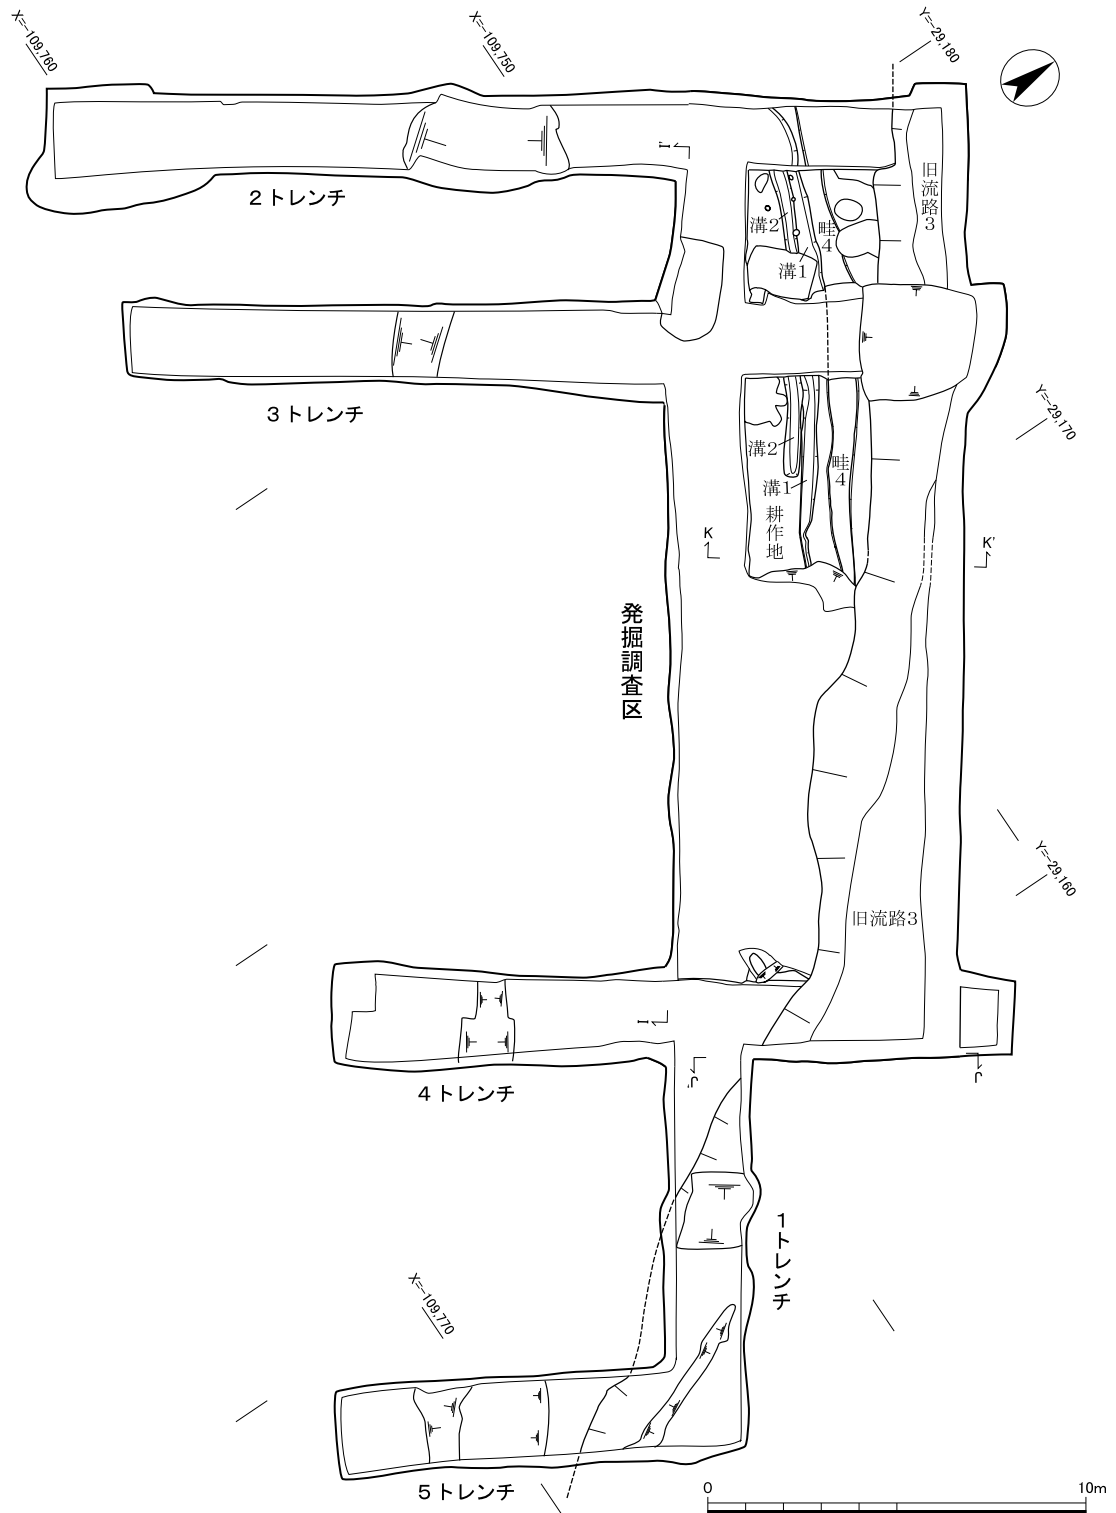 X=-109,760
X=-109,750
Y=-29,180
I
旧流路3
2トレンチ
溝2
畦4
溝1
3トレンチ
Y=-29,170
溝2
畦4
溝1
耕作地
K
K'
発掘調査区
Y=-29,160
旧流路3
I
4トレンチ
J'
J
1トレンチ
X=-109,770
5トレンチ
0
10m